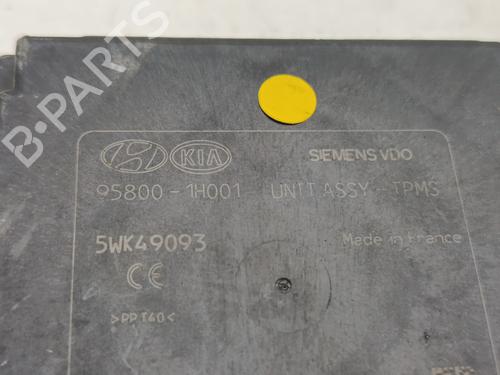 B-PARTS
KIA SIEMENS VDO
95800-1H001 UNIT ASSY-TPMS
5WK49093 Made in France
CE
>PP T40<